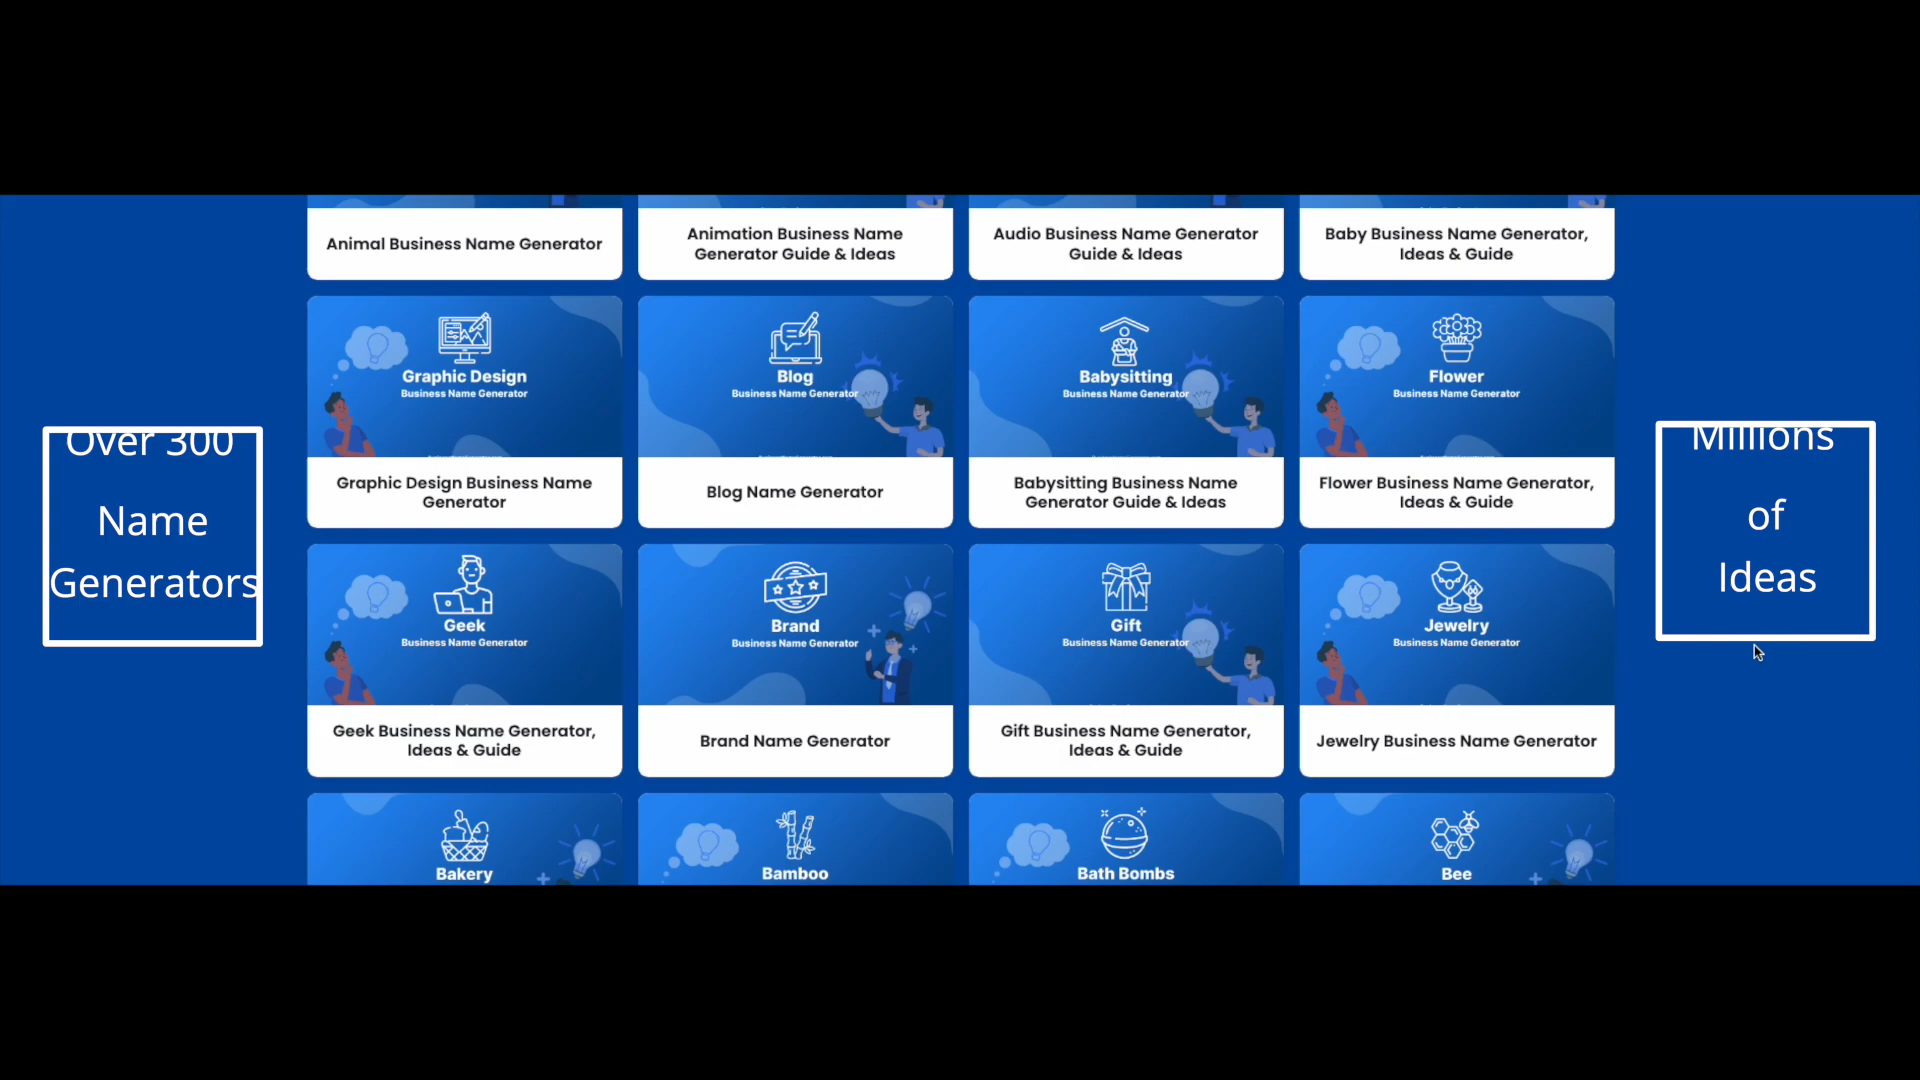 Animal Business Name Generator
Animation Business Name
Generator Guide & Ideas
Audio Business Name Generator
Guide & Ideas
Baby Business Name Generator,
Ideas & Guide
Over 300
Name
Generators
Graphic Design
Business Name Generator
Graphic Design Business Name
Generator
Blog
Business Name Generator
Blog Name Generator
Babysitting
Business Name Generator
Babysitting Business Name
Generator Guide & Ideas
Flower
Business Name Generator
Flower Business Name Generator,
Ideas & Guide
Millions
of
Ideas
Geek
Business Name Generator
Geek Business Name Generator,
Ideas & Guide
Brand
Business Name Generator
Brand Name Generator
Gift
Business Name Generator
Gift Business Name Generator,
Ideas & Guide
Jewelry
Business Name Generator
Jewelry Business Name Generator
Bakery
Bamboo
Bath Bombs
Bee